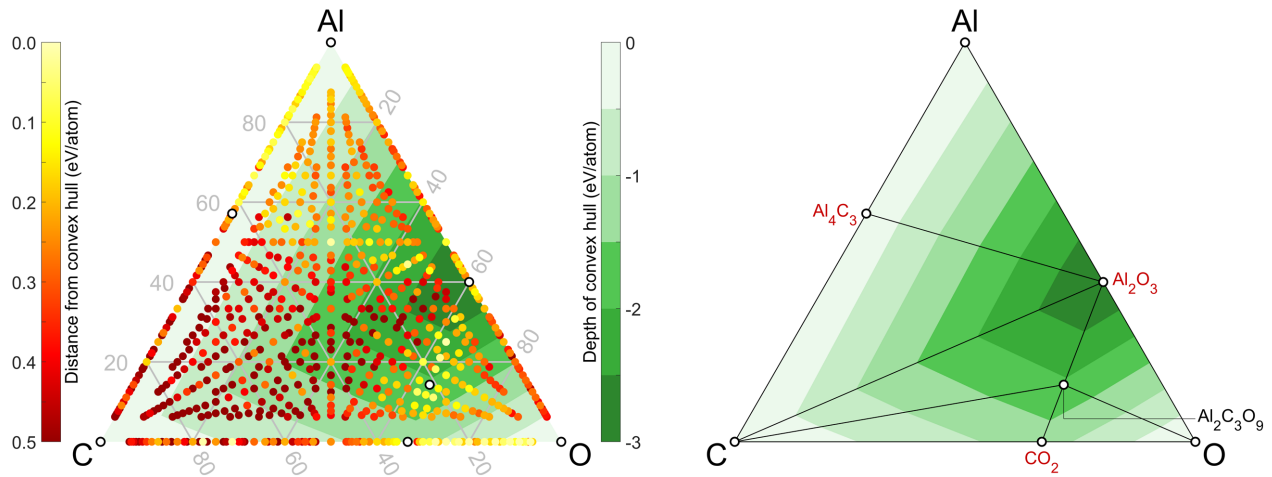 Al
0.0
0.1
0.2
0.3
0.4
0.5
Distance from convex hull (eV/atom)
80
60
40
20
20
40
60
80
80
60
40
20
C
O
0
-1
-2
-3
Depth of convex hull (eV/atom)
Al
Al₄C₃
Al₂O₃
Al₂C₃O₉
C
O
CO₂